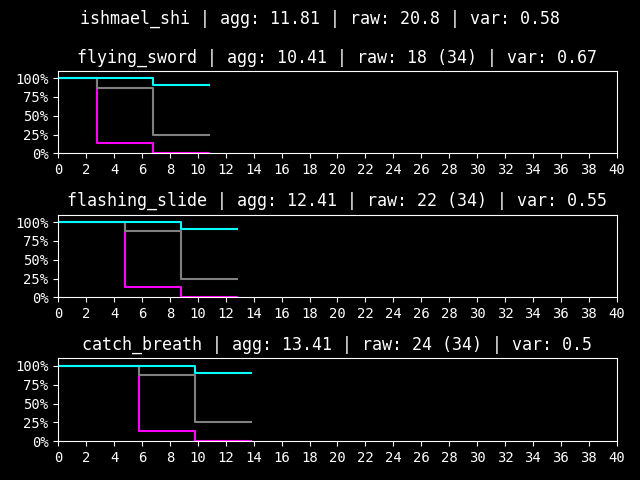 ishmael_shi | agg: 11.81 | raw: 20.8 | var: 0.58
flying_sword | agg: 10.41 | raw: 18 (34) | var: 0.67
100%
75%
50%
25%
0%
0 2 4 6 8 10 12 14 16 18 20 22 24 26 28 30 32 34 36 38 40
flashing_slide | agg: 12.41 | raw: 22 (34) | var: 0.55
100%
75%
50%
25%
0%
0 2 4 6 8 10 12 14 16 18 20 22 24 26 28 30 32 34 36 38 40
catch_breath | agg: 13.41 | raw: 24 (34) | var: 0.5
100%
75%
50%
25%
0%
0 2 4 6 8 10 12 14 16 18 20 22 24 26 28 30 32 34 36 38 40